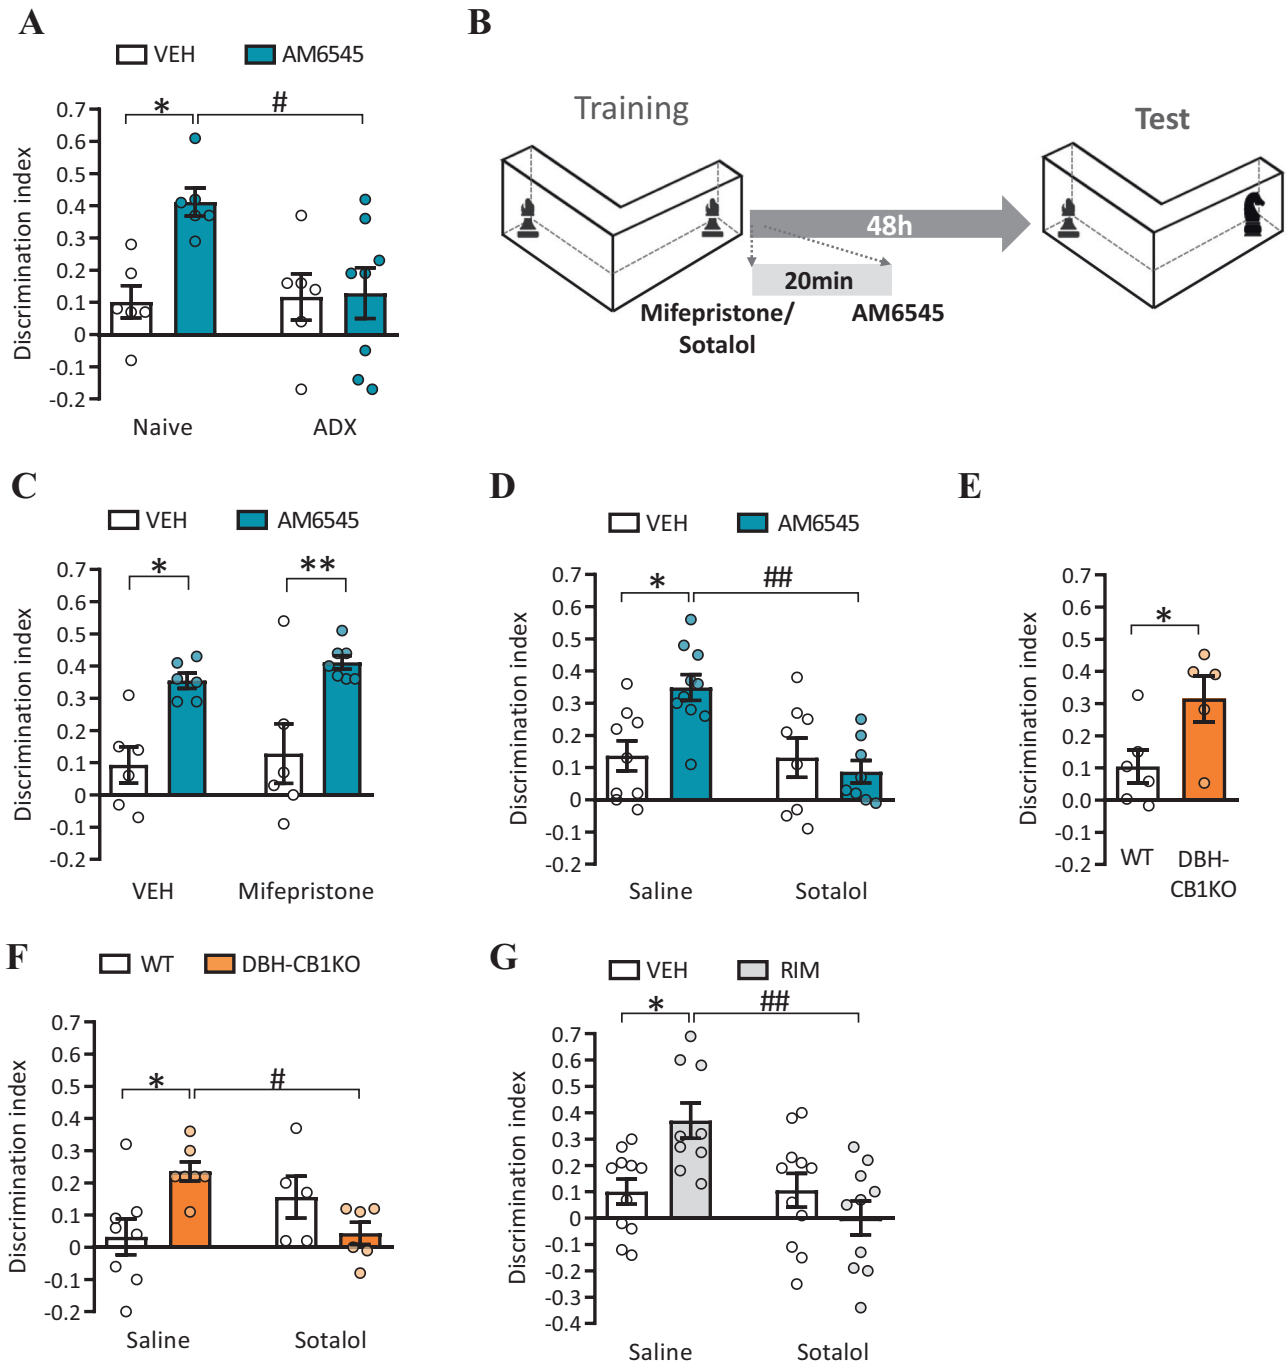 A
VEH AM6545
* #
Discrimination index
0.7
0.6
0.5
0.4
0.3
0.2
0.1
0
-0.1
-0.2
Naive ADX
B
Training
Test
48h
20min
Mifepristone/
Sotalol
AM6545
C
VEH AM6545
* **
Discrimination index
0.7
0.6
0.5
0.4
0.3
0.2
0.1
0
-0.1
-0.2
VEH Mifepristone
D
VEH AM6545
* ##
Discrimination index
0.7
0.6
0.5
0.4
0.3
0.2
0.1
0
-0.1
-0.2
Saline Sotalol
E
*
Discrimination index
0.7
0.6
0.5
0.4
0.3
0.2
0.1
0.0
-0.1
-0.2
WT DBH-
CB1KO
F
WT DBH-CB1KO
* #
Discrimination index
0.7
0.6
0.5
0.4
0.3
0.2
0.1
0
-0.1
-0.2
Saline Sotalol
G
VEH RIM
* ##
Discrimination index
0.7
0.6
0.5
0.4
0.3
0.2
0.1
0
-0.1
-0.2
-0.3
-0.4
Saline Sotalol